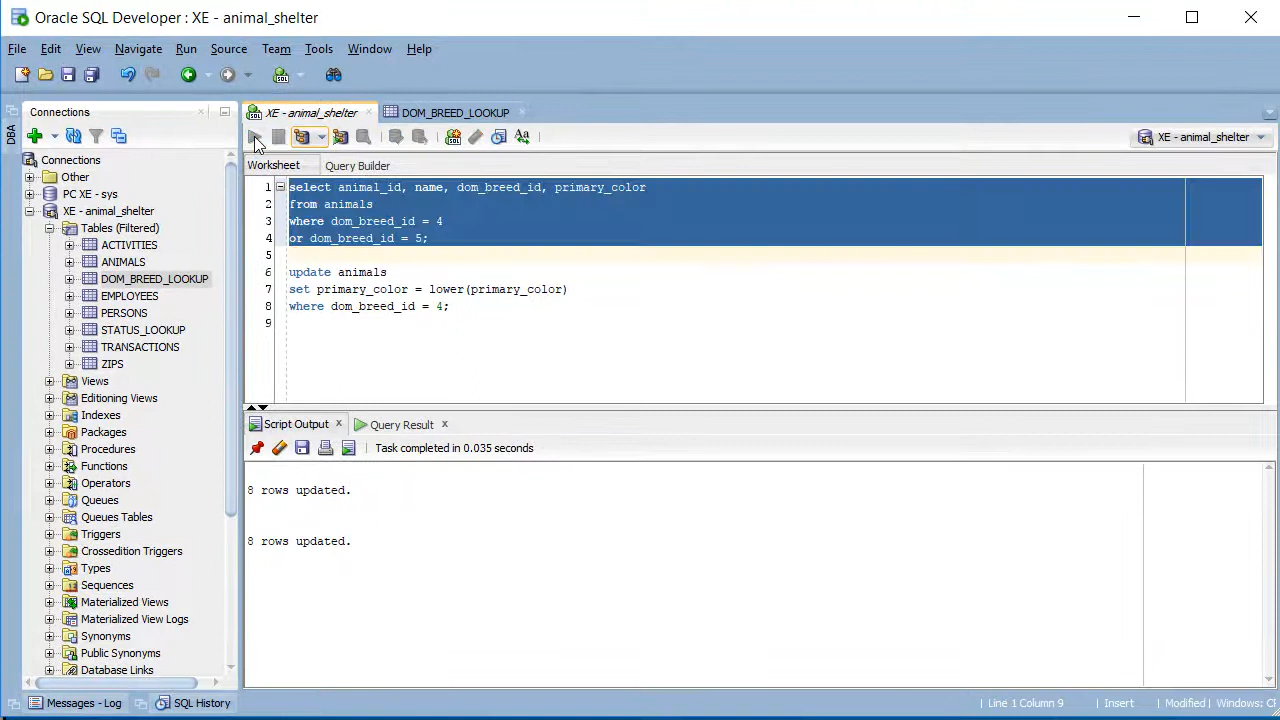 Oracle SQL Developer : XE - animal_shelter
File Edit View Navigate Run Source Team Tools Window Help
Connections
XE - animal_shelter
DOM_BREED_LOOKUP
DBA
XE - animal_shelter
Worksheet
Query Builder
Connections
Other
PC XE - sys
XE - animal_shelter
Tables (Filtered)
ACTIVITIES
ANIMALS
DOM_BREED_LOOKUP
EMPLOYEES
PERSONS
STATUS_LOOKUP
TRANSACTIONS
ZIPS
Views
Editioning Views
Indexes
Packages
Procedures
Functions
Operators
Queues
Queues Tables
Triggers
Crossedition Triggers
Types
Sequences
Materialized Views
Materialized View Logs
Synonyms
Public Synonyms
Database Links
1 select animal_id, name, dom_breed_id, primary_color
2 from animals
3 where dom_breed_id = 4
4 or dom_breed_id = 5;
5
6 update animals
7 set primary_color = lower(primary_color)
8 where dom_breed_id = 4;
9
Script Output
Query Result
Task completed in 0.035 seconds
8 rows updated.
8 rows updated.
Messages - Log
SQL History
Line 1 Column 9
Insert
Modified
Windows: